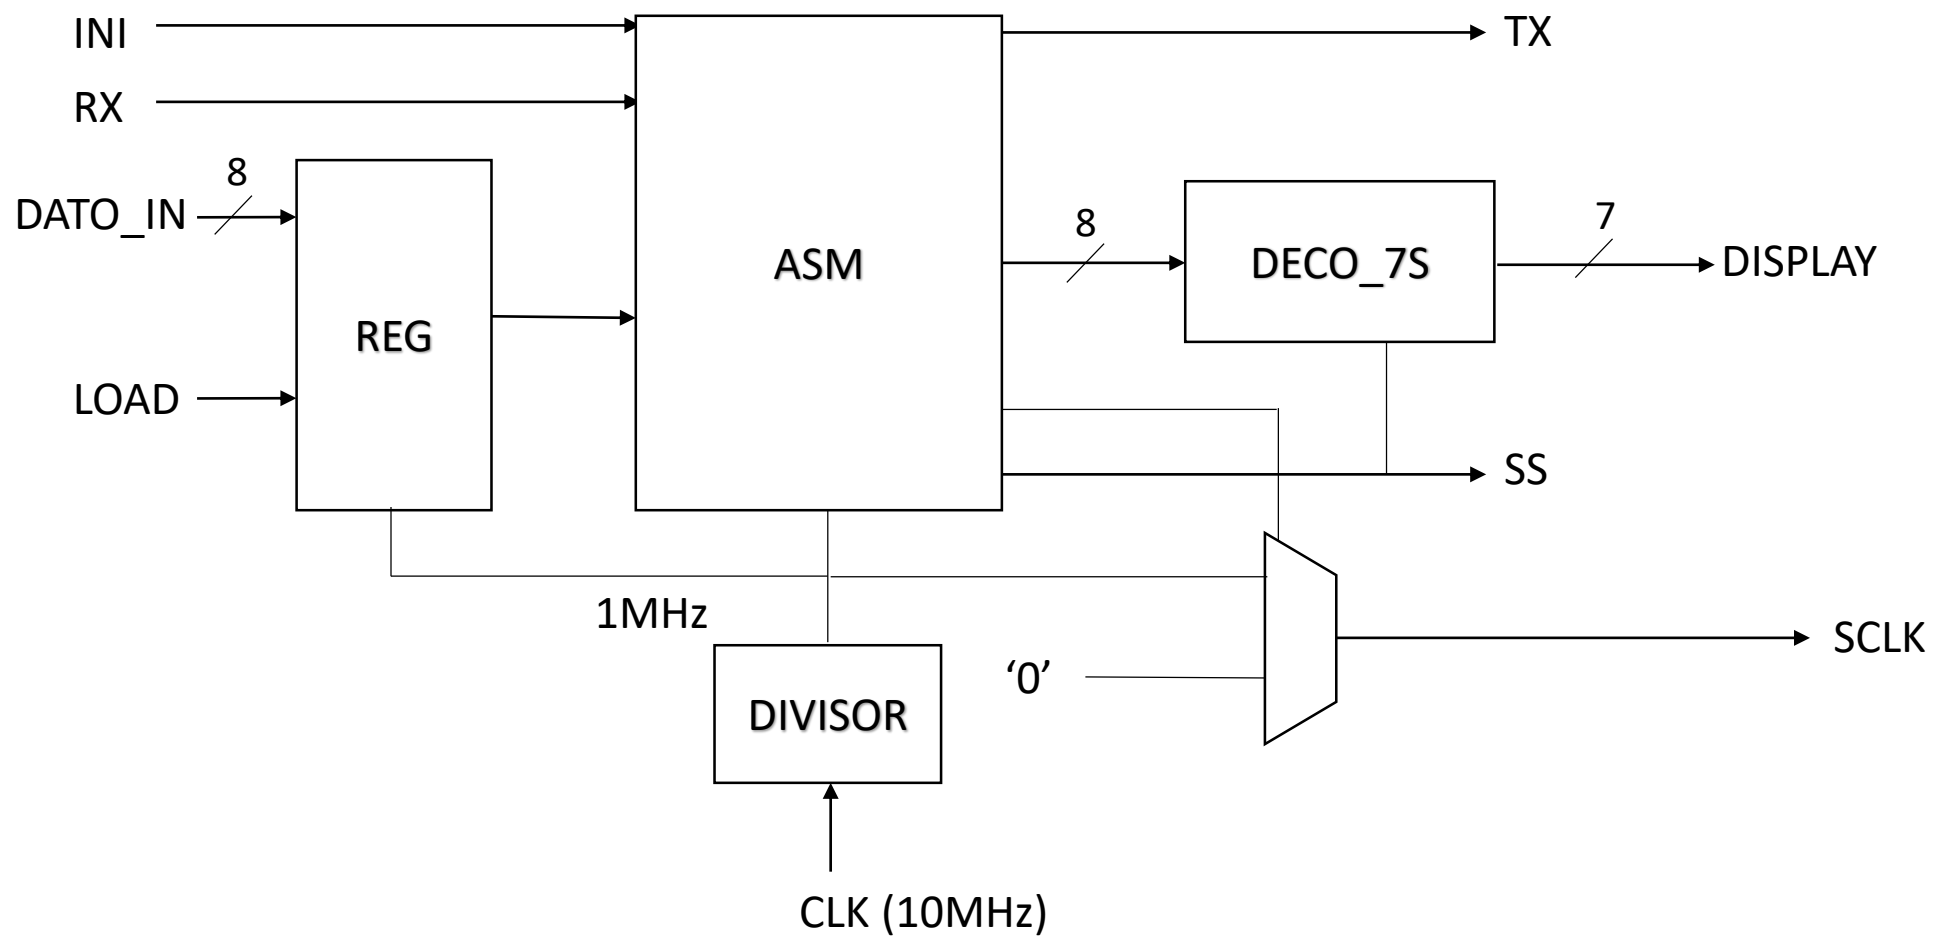 INI
TX
RX
8
DATO_IN
8
7
ASM
DECO_7S
DISPLAY
REG
LOAD
SS
1MHz
SCLK
‘0’
DIVISOR
CLK (10MHz)